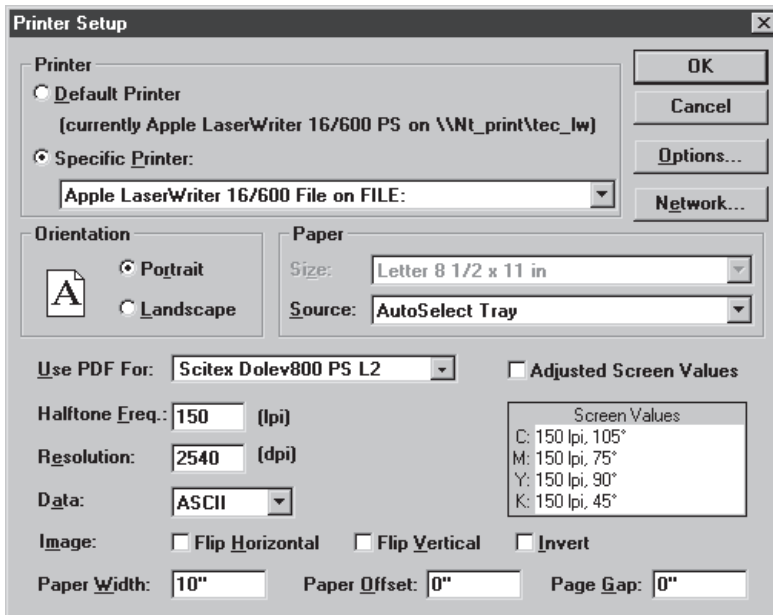 Printer Setup
Printer
Default Printer
(currently Apple LaserWriter 16/600 PS on \\Nt_print\tec_lw)
Specific Printer:
Apple LaserWriter 16/600 File on FILE:
OK
Cancel
Options...
Network...
Orientation
A
Portrait
Landscape
Paper
Size: Letter 8 1/2 x 11 in
Source: AutoSelect Tray
Use PDF For: Scitex Dolev800 PS L2
Adjusted Screen Values
Halftone Freq.: 150 (lpi)
Resolution: 2540 (dpi)
Data: ASCII
Screen Values
C: 150 lpi, 105°
M: 150 lpi, 75°
Y: 150 lpi, 90°
K: 150 lpi, 45°
Image: Flip Horizontal Flip Vertical Invert
Paper Width: 10" Paper Offset: 0" Page Gap: 0"